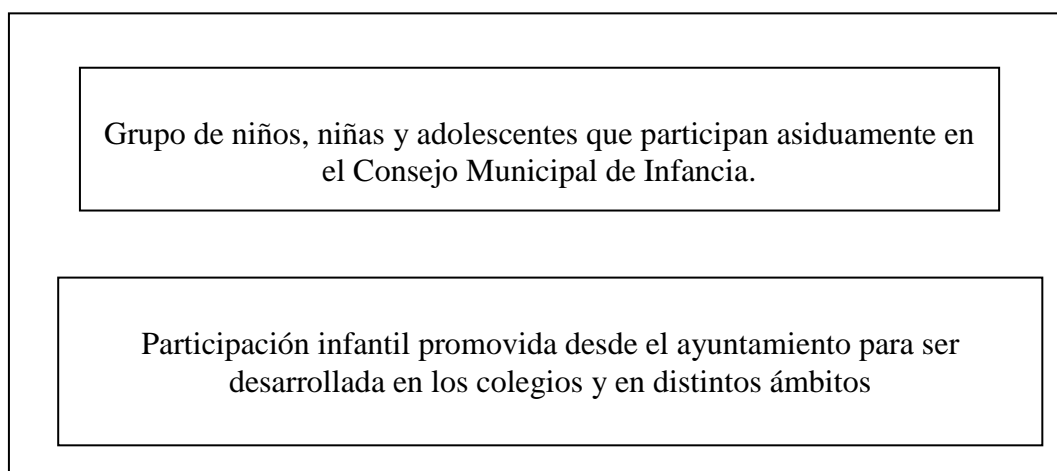 Grupo de niños, niñas y adolescentes que participan asiduamente en
el Consejo Municipal de Infancia.
Participación infantil promovida desde el ayuntamiento para ser
desarrollada en los colegios y en distintos ámbitos